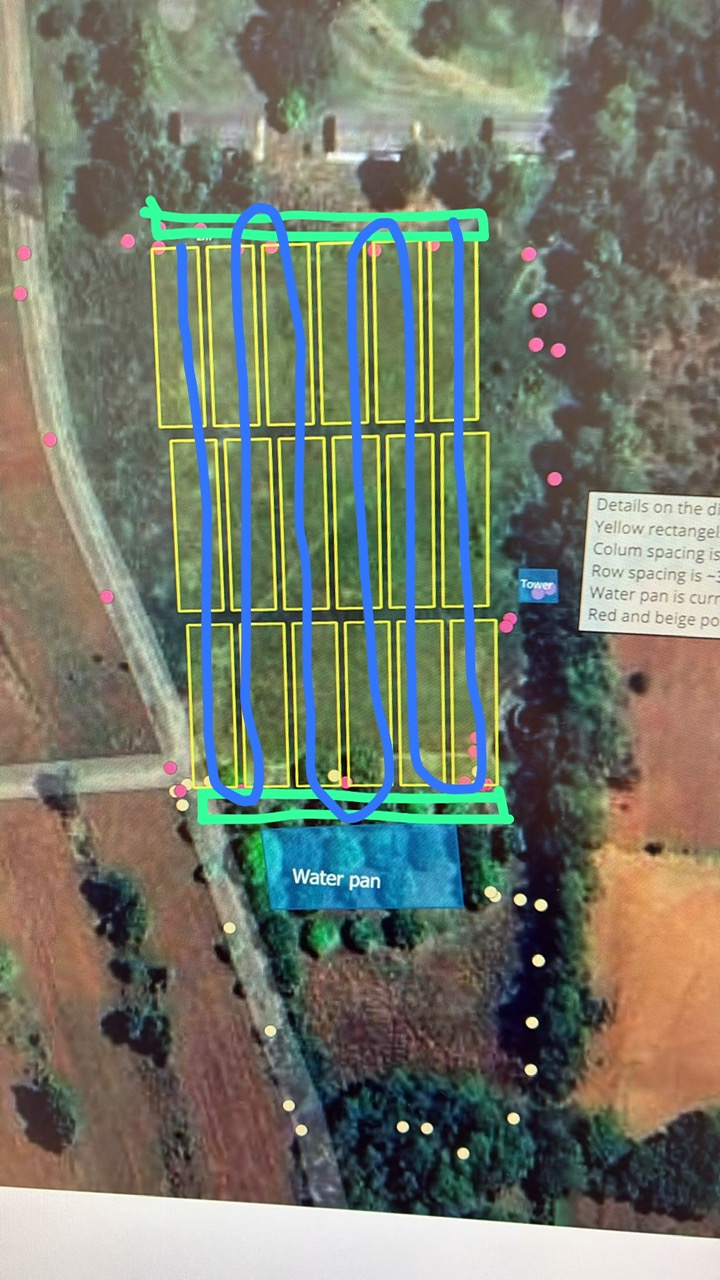 Tower
Details on the di
Yellow rectangel
Colum spacing is
Row spacing is ~
Water pan is curr
Red and beige po
Water pan